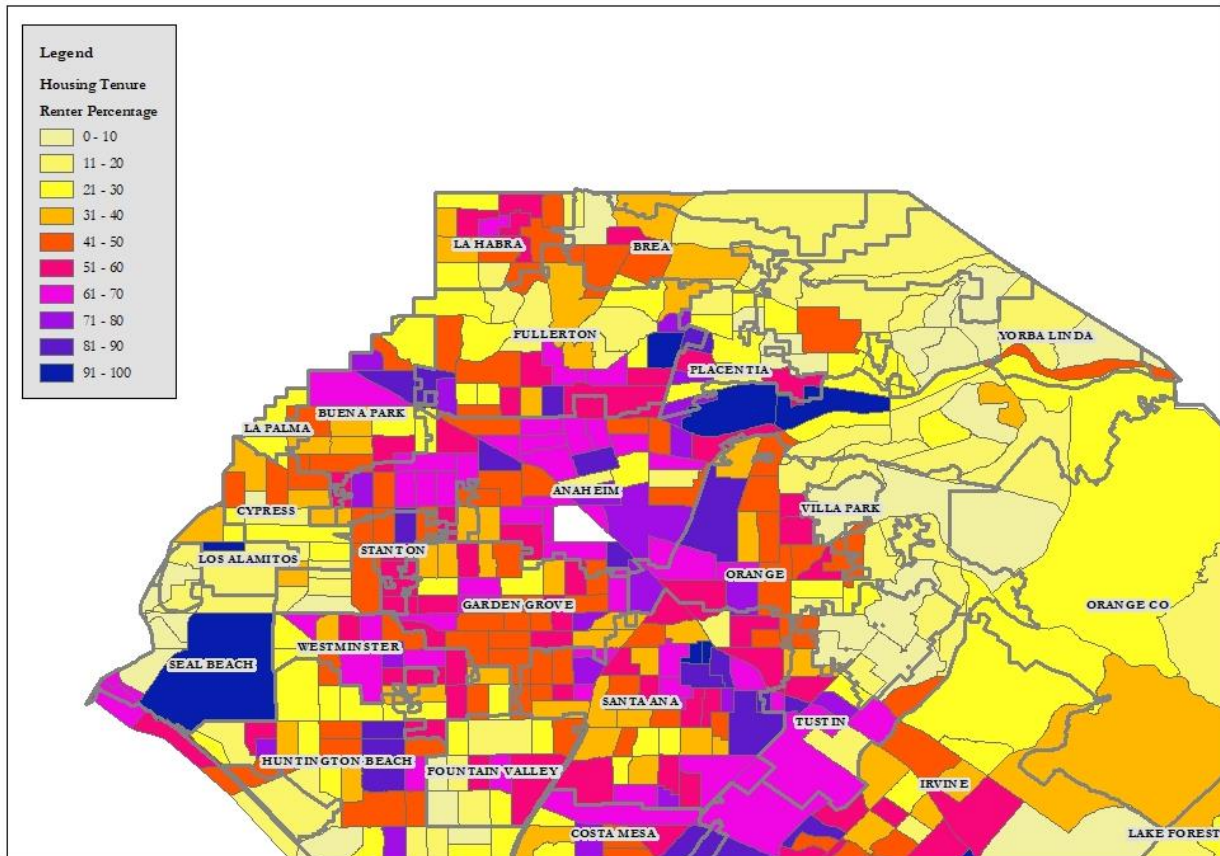 Legend
Housing Tenure
Renter Percentage
0 - 10
11 - 20
21 - 30
31 - 40
41 - 50
51 - 60
61 - 70
71 - 80
81 - 90
91 - 100
LA HABRA
BREA
FULLERTON
YORBA LINDA
PLACENTIA
BUENA PARK
LA PALMA
ANAHEIM
VILLA PARK
CYPRESS
STANTON
LOS ALAMITOS
ORANGE
GARDEN GROVE
ORANGE CO
WESTMINSTER
SEAL BEACH
SANTA ANA
TUSTIN
HUNTINGTON BEACH
FOUNTAIN VALLEY
IRVINE
COSTA MESA
LAKE FOREST